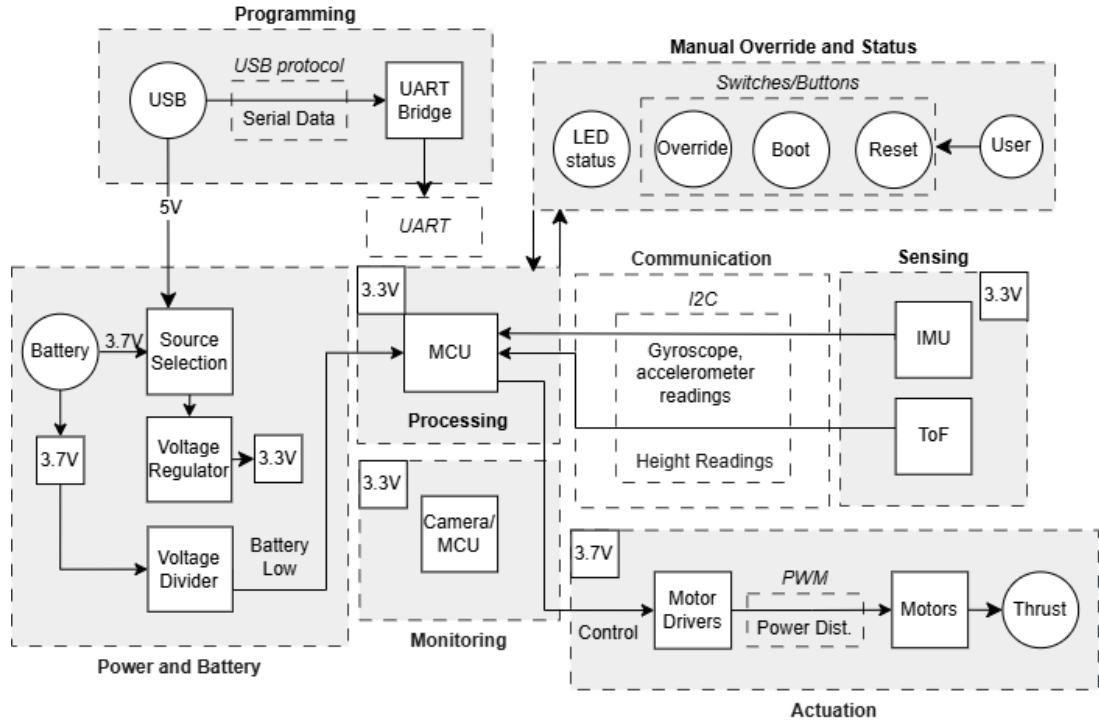 Programming
USB protocol
USB
Serial Data
UART
Bridge
5V
UART
Manual Override and Status
Switches/Buttons
LED
status
Override
Boot
Reset
User
Battery
3.7V
Source
Selection
3.7V
Voltage
Regulator
3.3V
Voltage
Divider
Battery
Low
Power and Battery
3.3V
MCU
Processing
3.3V
Camera/
MCU
Monitoring
Communication
I2C
Gyroscope,
accelerometer
readings
Height Readings
Sensing
3.3V
IMU
ToF
3.7V
Control
Motor
Drivers
PWM
Power Dist.
Motors
Thrust
Actuation